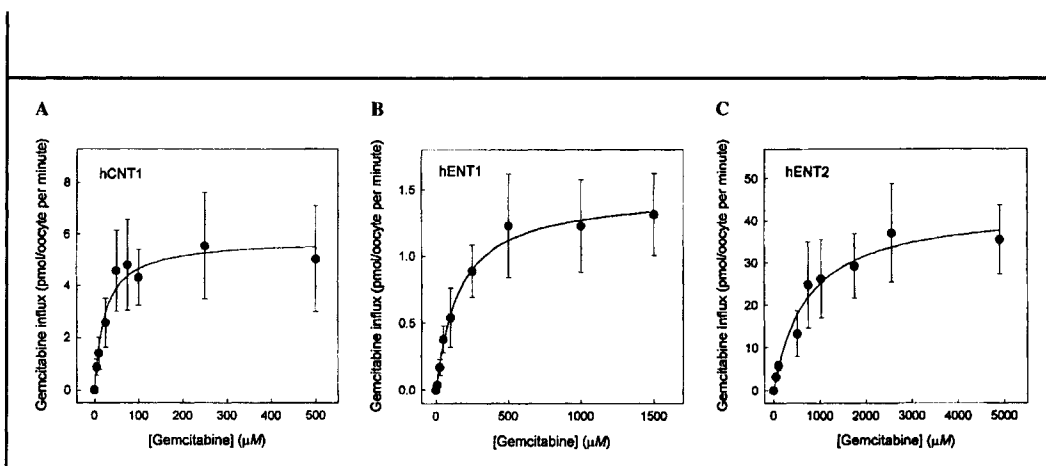 A
Gemcitabine influx (pmol/oocyte per minute)
hCNT1
8
6
4
2
0
0 100 200 300 400 500
[Gemcitabine] (μM)
B
Gemcitabine influx (pmol/oocyte per minute)
hENT1
1.5
1.0
0.5
0.0
0 500 1000 1500
[Gemcitabine] (μM)
C
Gemcitabine influx (pmol/oocyte per minute)
hENT2
50
40
30
20
10
0
0 1000 2000 3000 4000 5000
[Gemcitabine] (μM)